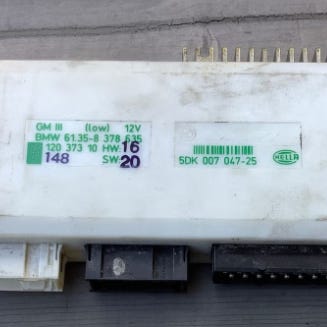 GM III (low) 12V
BMW 61.35-8 378 635
120 373 10 HW: 16
148 SW: 20
5DK 007 047-25
HELLA